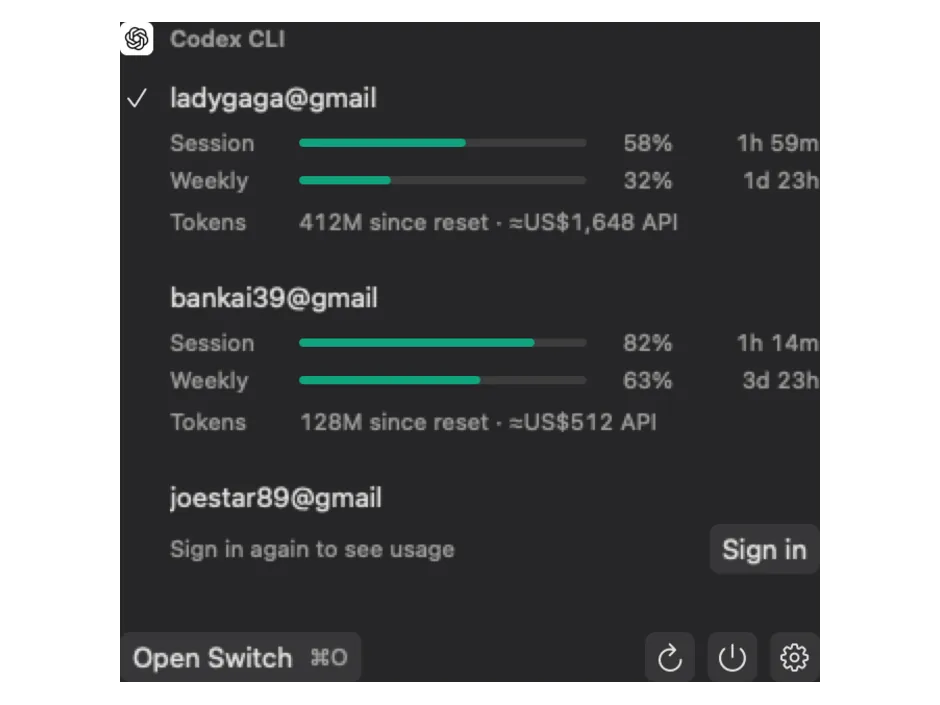 Codex CLI
ladygaga@gmail
Session 58% 1h 59m
Weekly 32% 1d 23h
Tokens 412M since reset · ≈US$1,648 API
bankai39@gmail
Session 82% 1h 14m
Weekly 63% 3d 23h
Tokens 128M since reset · ≈US$512 API
joestar89@gmail
Sign in again to see usage Sign in
Open Switch ⌘O